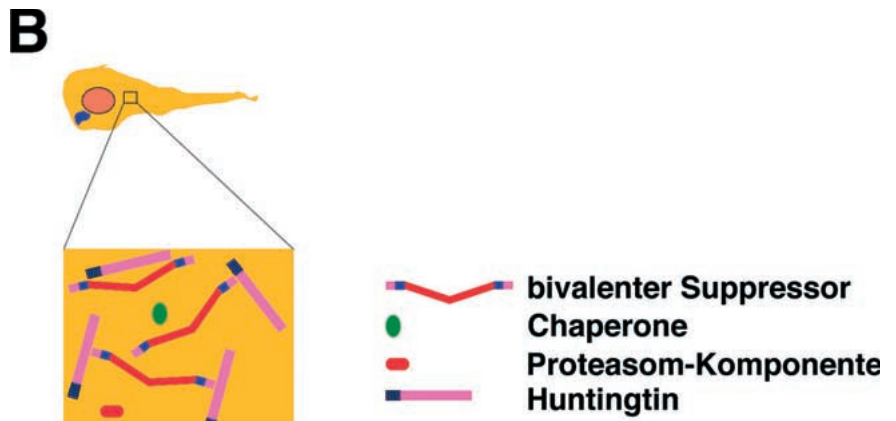 B
bivalenter Suppressor
Chaperone
Proteasom-Komponente
Huntingtin